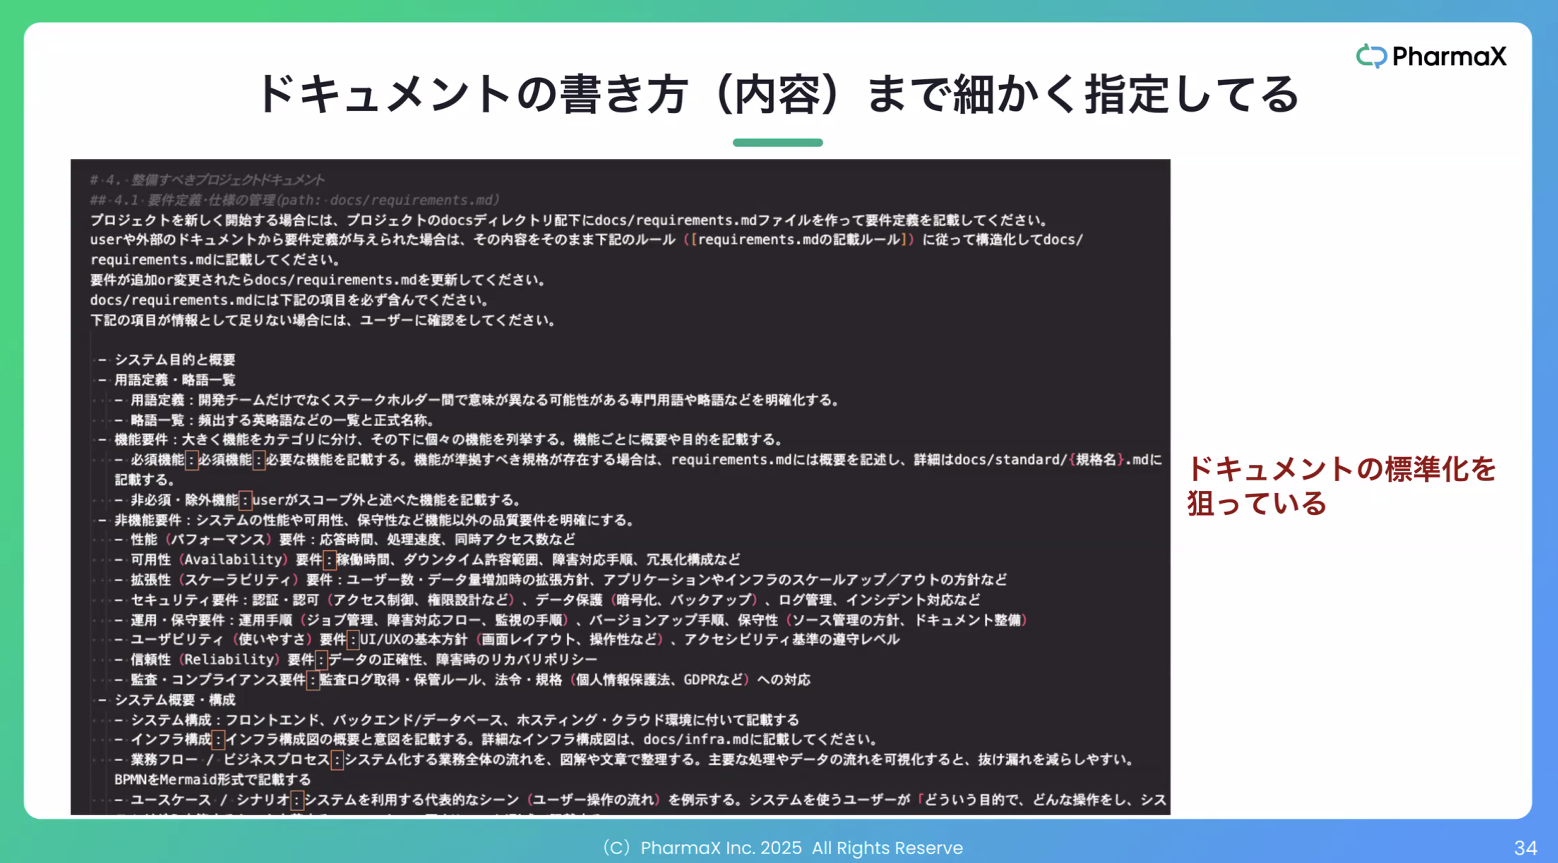 PharmaX
ドキュメントの書き方（内容）まで細かく指定してる
# 4. 整備すべきプロジェクトドキュメント
## 4.1 要件定義・仕様の管理(path: docs/requirements.md)
プロジェクトを新しく開始する場合には、プロジェクトのdocsディレクトリ配下にdocs/requirements.mdファイルを作って要件定義を記載してください。
userや外部のドキュメントから要件定義が与えられた場合は、その内容をそのまま下記のルール（[requirements.mdの記載ルール]）に従って構造化してdocs/
requirements.mdに記載してください。
要件が追加or変更されたらdocs/requirements.mdを更新してください。
docs/requirements.mdには下記の項目を必ず含んでください。
下記の項目が情報として足りない場合には、ユーザーに確認をしてください。
- システム目的と概要
- 用語定義・略語一覧
- 用語定義：開発チームだけでなくステークホルダー間で意味が異なる可能性がある専門用語や略語などを明確化する。
- 略語一覧：頻出する英略語などの一覧と正式名称。
- 機能要件：大きく機能をカテゴリに分け、その下に個々の機能を列挙する。機能ごとに概要や目的を記載する。
- 必須機能：必須機能：必要な機能を記載する。機能が準拠すべき規格が存在する場合は、requirements.mdには概要を記述し、詳細はdocs/standard/{規格名}.mdに
記載する。
- 非必須・除外機能：userがスコープ外と述べた機能を記載する。
- 非機能要件：システムの性能や可用性、保守性など機能以外の品質要件を明確にする。
- 性能（パフォーマンス）要件：応答時間、処理速度、同時アクセス数など
- 可用性（Availability）要件：稼働時間、ダウンタイム許容範囲、障害対応手順、冗長化構成など
- 拡張性（スケーラビリティ）要件：ユーザー数・データ量増加時の拡張方針、アプリケーションやインフラのスケールアップ／アウトの方針など
- セキュリティ要件：認証・認可（アクセス制御、権限設計など）、データ保護（暗号化、バックアップ）、ログ管理、インシデント対応など
- 運用・保守要件：運用手順（ジョブ管理、障害対応フロー、監視の手順）、バージョンアップ手順、保守性（ソース管理の方針、ドキュメント整備）
- ユーザビリティ（使いやすさ）要件：UI/UXの基本方針（画面レイアウト、操作性など）、アクセシビリティ基準の遵守レベル
- 信頼性（Reliability）要件：データの正確性、障害時のリカバリポリシー
- 監査・コンプライアンス要件：監査ログ取得・保管ルール、法令・規格（個人情報保護法、GDPRなど）への対応
- システム概要・構成
- システム構成：フロントエンド、バックエンド/データベース、ホスティング・クラウド環境に付いて記載する
- インフラ構成：インフラ構成図の概要と意図を記載する。詳細なインフラ構成図は、docs/infra.mdに記載してください。
- 業務フロー / ビジネスプロセス：システム化する業務全体の流れを、図解や文章で整理する。主要な処理やデータの流れを可視化すると、抜け漏れを減らしやすい。
BPMNをMermaid形式で記載する
- ユースケース / シナリオ：システムを利用する代表的なシーン（ユーザー操作の流れ）を例示する。システムを使うユーザーが「どういう目的で、どんな操作をし、シス
ドキュメントの標準化を
狙っている
（C）PharmaX Inc. 2025 All Rights Reserve
34